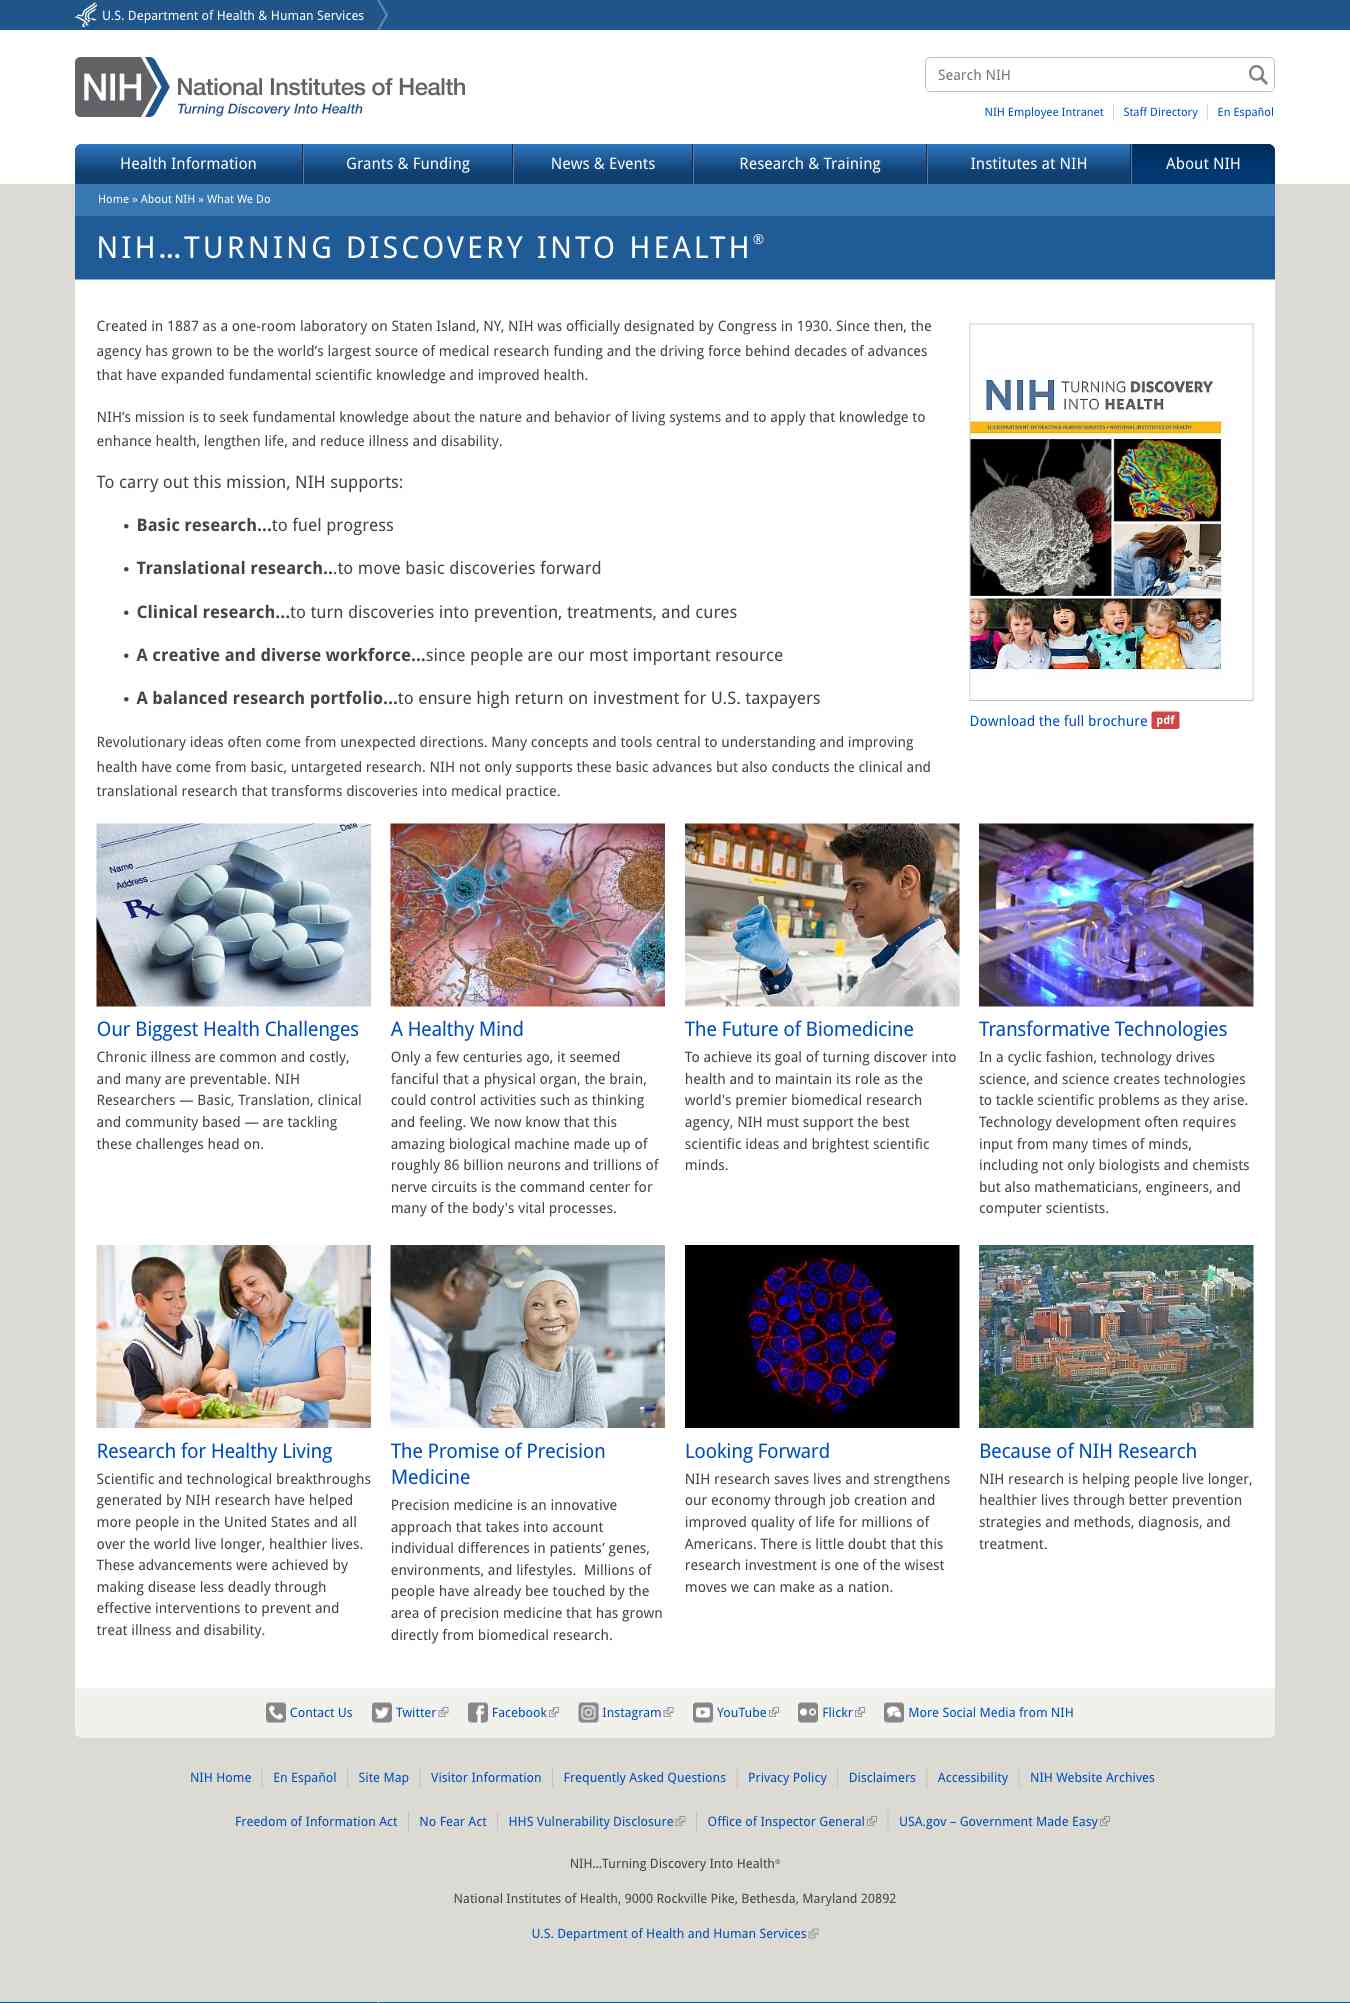 U.S. Department of Health & Human Services
NIH National Institutes of Health
Turning Discovery Into Health
Search NIH
NIH Employee Intranet
Staff Directory
En Español
Health Information
Grants & Funding
News & Events
Research & Training
Institutes at NIH
About NIH
Home » About NIH » What We Do
NIH...TURNING DISCOVERY INTO HEALTH®
Created in 1887 as a one-room laboratory on Staten Island, NY, NIH was officially designated by Congress in 1930. Since then, the
agency has grown to be the world's largest source of medical research funding and the driving force behind decades of advances
that have expanded fundamental scientific knowledge and improved health.
NIH's mission is to seek fundamental knowledge about the nature and behavior of living systems and to apply that knowledge to
enhance health, lengthen life, and reduce illness and disability.
To carry out this mission, NIH supports:
• Basic research...to fuel progress
• Translational research...to move basic discoveries forward
• Clinical research...to turn discoveries into prevention, treatments, and cures
• A creative and diverse workforce...since people are our most important resource
• A balanced research portfolio...to ensure high return on investment for U.S. taxpayers
Revolutionary ideas often come from unexpected directions. Many concepts and tools central to understanding and improving
health have come from basic, untargeted research. NIH not only supports these basic advances but also conducts the clinical and
translational research that transforms discoveries into medical practice.
NIH TURNING DISCOVERY
INTO HEALTH
U.S. DEPARTMENT OF HEALTH & HUMAN SERVICES • NATIONAL INSTITUTES OF HEALTH
Download the full brochure pdf
Date
Name
Address
Rx
Our Biggest Health Challenges
Chronic illness are common and costly,
and many are preventable. NIH
Researchers — Basic, Translation, clinical
and community based — are tackling
these challenges head on.
A Healthy Mind
Only a few centuries ago, it seemed
fanciful that a physical organ, the brain,
could control activities such as thinking
and feeling. We now know that this
amazing biological machine made up of
roughly 86 billion neurons and trillions of
nerve circuits is the command center for
many of the body's vital processes.
The Future of Biomedicine
To achieve its goal of turning discover into
health and to maintain its role as the
world's premier biomedical research
agency, NIH must support the best
scientific ideas and brightest scientific
minds.
Transformative Technologies
In a cyclic fashion, technology drives
science, and science creates technologies
to tackle scientific problems as they arise.
Technology development often requires
input from many times of minds,
including not only biologists and chemists
but also mathematicians, engineers, and
computer scientists.
Research for Healthy Living
Scientific and technological breakthroughs
generated by NIH research have helped
more people in the United States and all
over the world live longer, healthier lives.
These advancements were achieved by
making disease less deadly through
effective interventions to prevent and
treat illness and disability.
The Promise of Precision
Medicine
Precision medicine is an innovative
approach that takes into account
individual differences in patients' genes,
environments, and lifestyles.  Millions of
people have already bee touched by the
area of precision medicine that has grown
directly from biomedical research.
Looking Forward
NIH research saves lives and strengthens
our economy through job creation and
improved quality of life for millions of
Americans. There is little doubt that this
research investment is one of the wisest
moves we can make as a nation.
Because of NIH Research
NIH research is helping people live longer,
healthier lives through better prevention
strategies and methods, diagnosis, and
treatment.
Contact Us
Twitter
Facebook
Instagram
YouTube
Flickr
More Social Media from NIH
NIH Home
En Español
Site Map
Visitor Information
Frequently Asked Questions
Privacy Policy
Disclaimers
Accessibility
NIH Website Archives
Freedom of Information Act
No Fear Act
HHS Vulnerability Disclosure
Office of Inspector General
USA.gov – Government Made Easy
NIH...Turning Discovery Into Health®
National Institutes of Health, 9000 Rockville Pike, Bethesda, Maryland 20892
U.S. Department of Health and Human Services